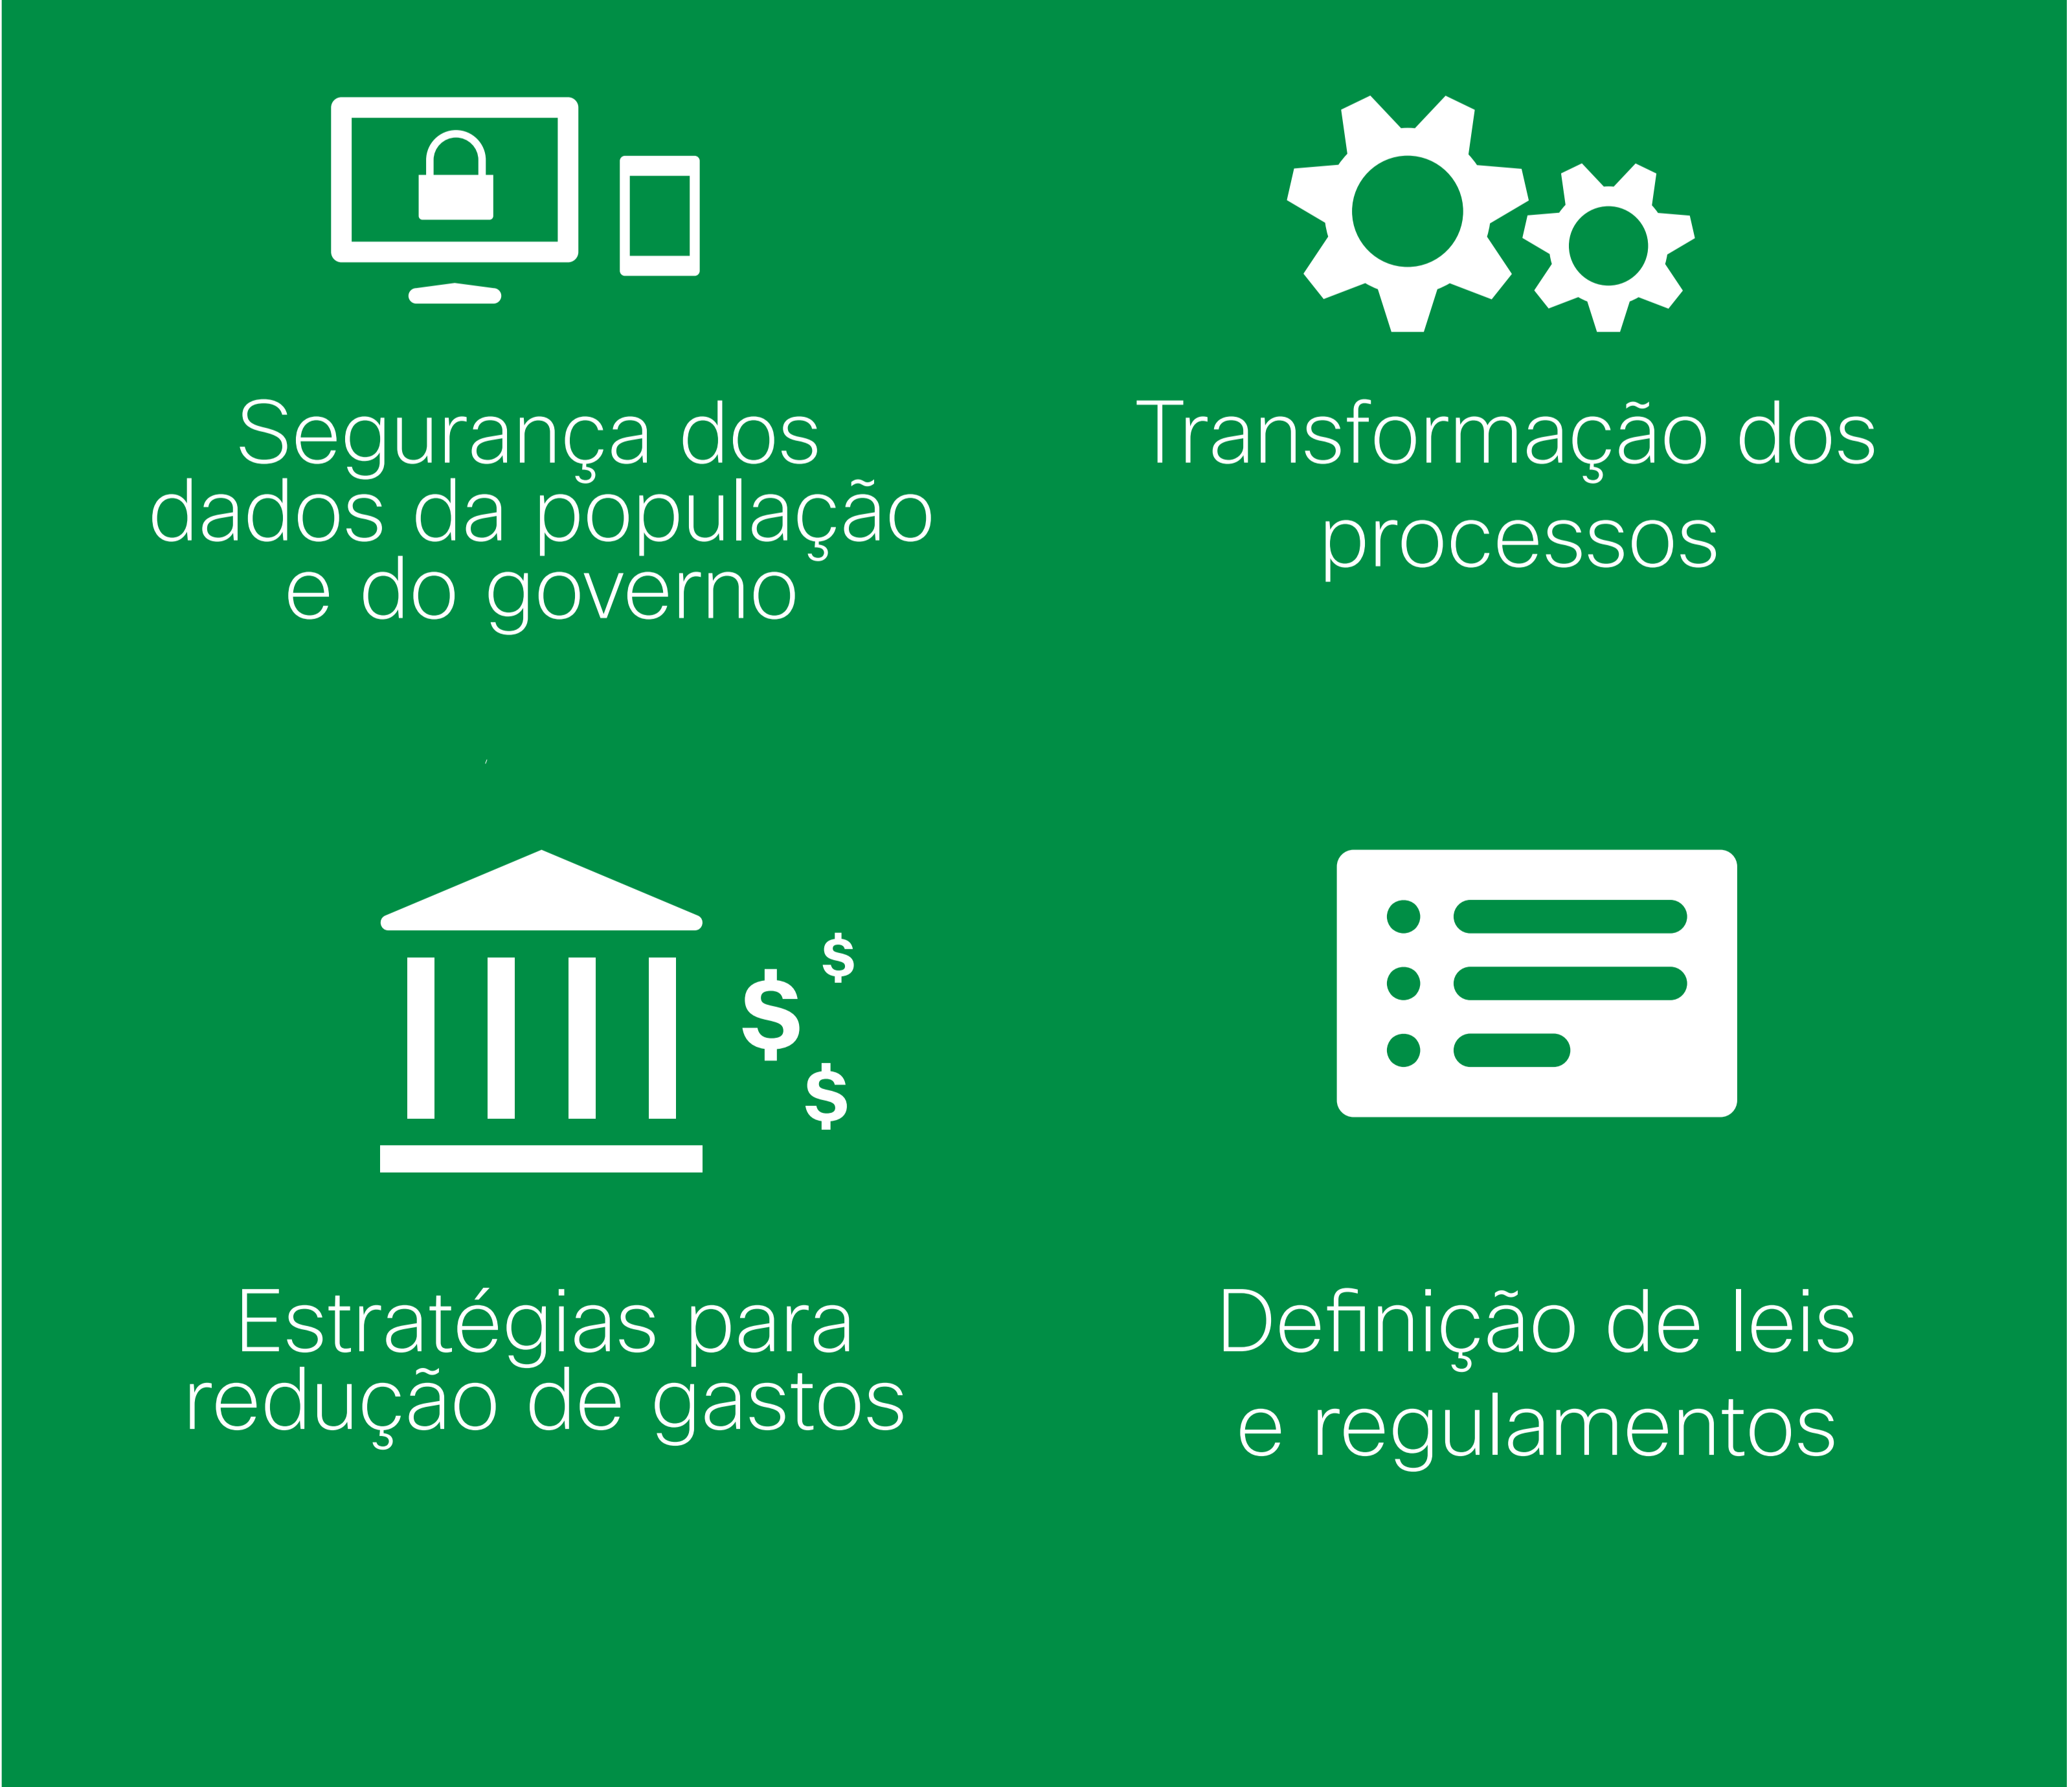 Segurança dos
dados da população
e do governo
Transformação dos
processos
$
$
$
Estratégias para
redução de gastos
Definição de leis
e regulamentos